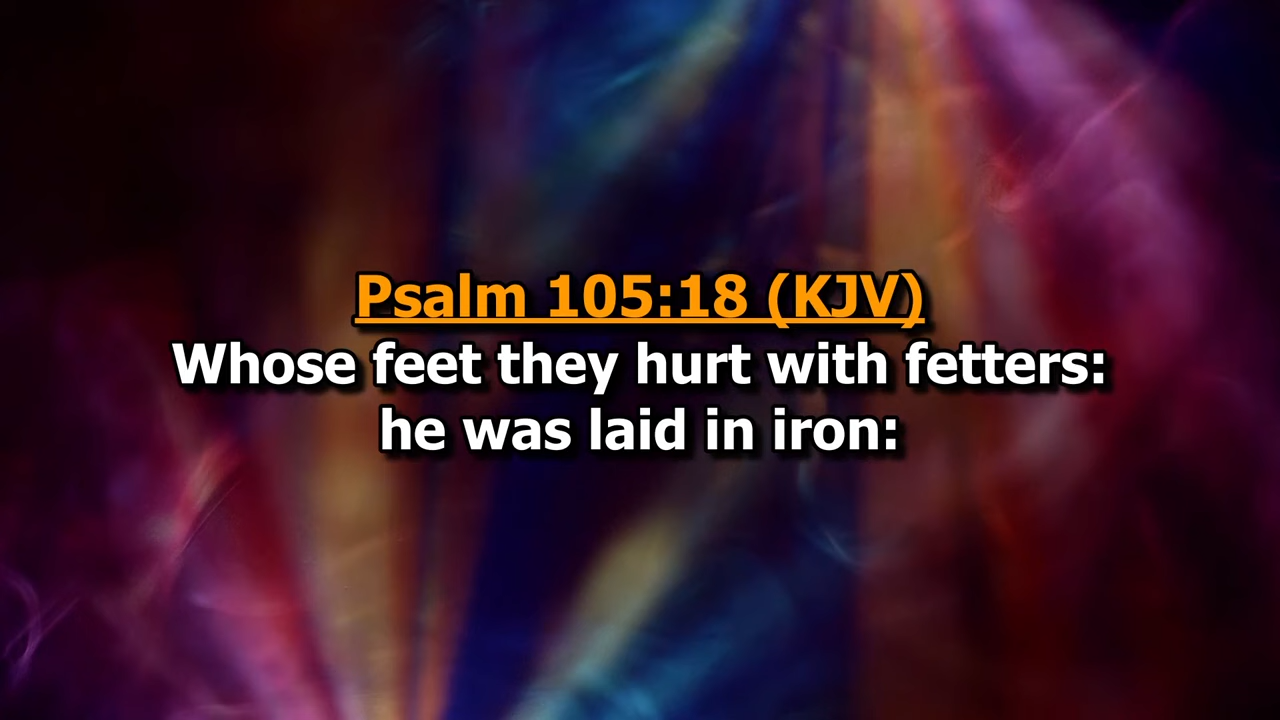 Psalm 105:18 (KJV)
Whose feet they hurt with fetters:
he was laid in iron: